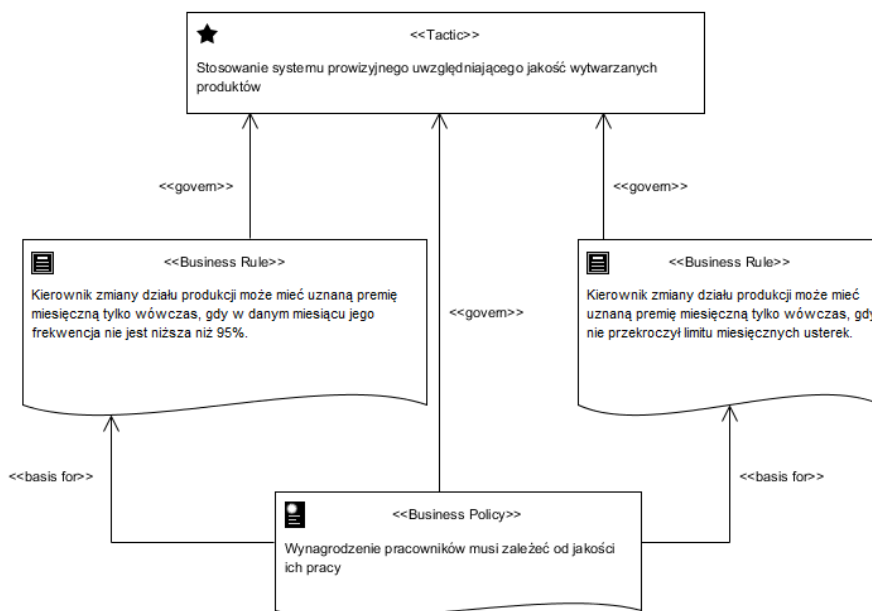 <<Tactic>>
Stosowanie systemu prowizyjnego uwzględniającego jakość wytwarzanych
produktów
<<govern>>
<<govern>>
<<Business Rule>>
Kierownik zmiany działu produkcji może mieć uznaną premię
miesięczną tylko wówczas, gdy w danym miesiącu jego
frekwencja nie jest niższa niż 95%.
<<Business Rule>>
Kierownik zmiany działu produkcji może mieć
uznaną premię miesięczną tylko wówczas, gdy
nie przekroczył limitu miesięcznych usterek.
<<govern>>
<<basis for>>
<<basis for>>
<<Business Policy>>
Wynagrodzenie pracowników musi zależeć od jakości
ich pracy